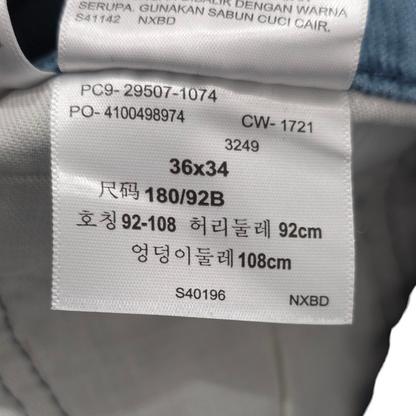 SERUPA. GUNAKAN SABUN CUCI CAIR.
S41142 NXBD
PC9- 29507-1074
PO- 4100498974
CW- 1721
3249
36x34
尺码 180/92B
호칭 92-108 허리둘레 92cm
엉덩이둘레 108cm
S40196 NXBD